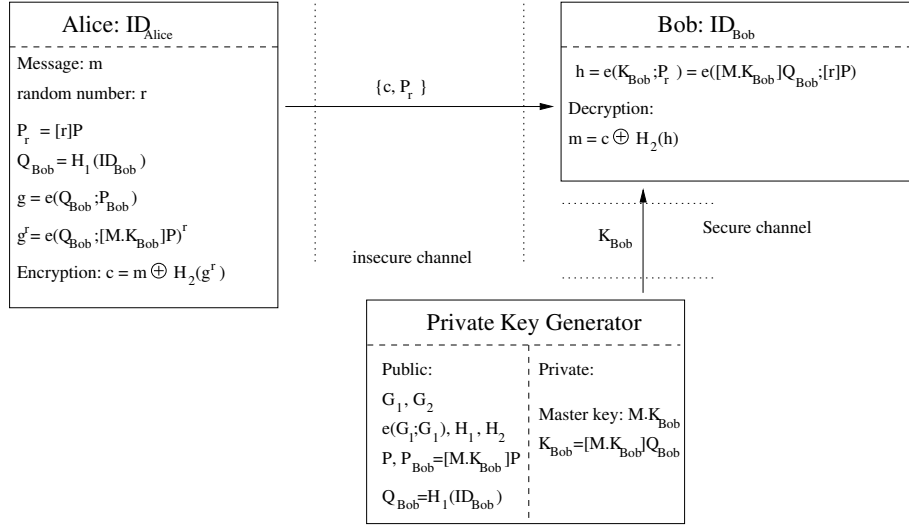 Alice: ID_Alice
Message: m
random number: r
P_r = [r]P
Q_Bob = H_1(ID_Bob)
g = e(Q_Bob;P_Bob)
g^r = e(Q_Bob;[M.K_Bob]P)^r
Encryption: c = m ⊕ H_2(g^r)
{c, P_r }
insecure channel
Bob: ID_Bob
h = e(K_Bob;P_r) = e([M.K_Bob]Q_Bob;[r]P)
Decryption:
m = c ⊕ H_2(h)
K_Bob
Secure channel
Private Key Generator
Public:
G_1, G_2
e(G_1;G_1), H_1, H_2
P, P_Bob=[M.K_Bob]P
Q_Bob=H_1(ID_Bob)
Private:
Master key: M.K_Bob
K_Bob=[M.K_Bob]Q_Bob